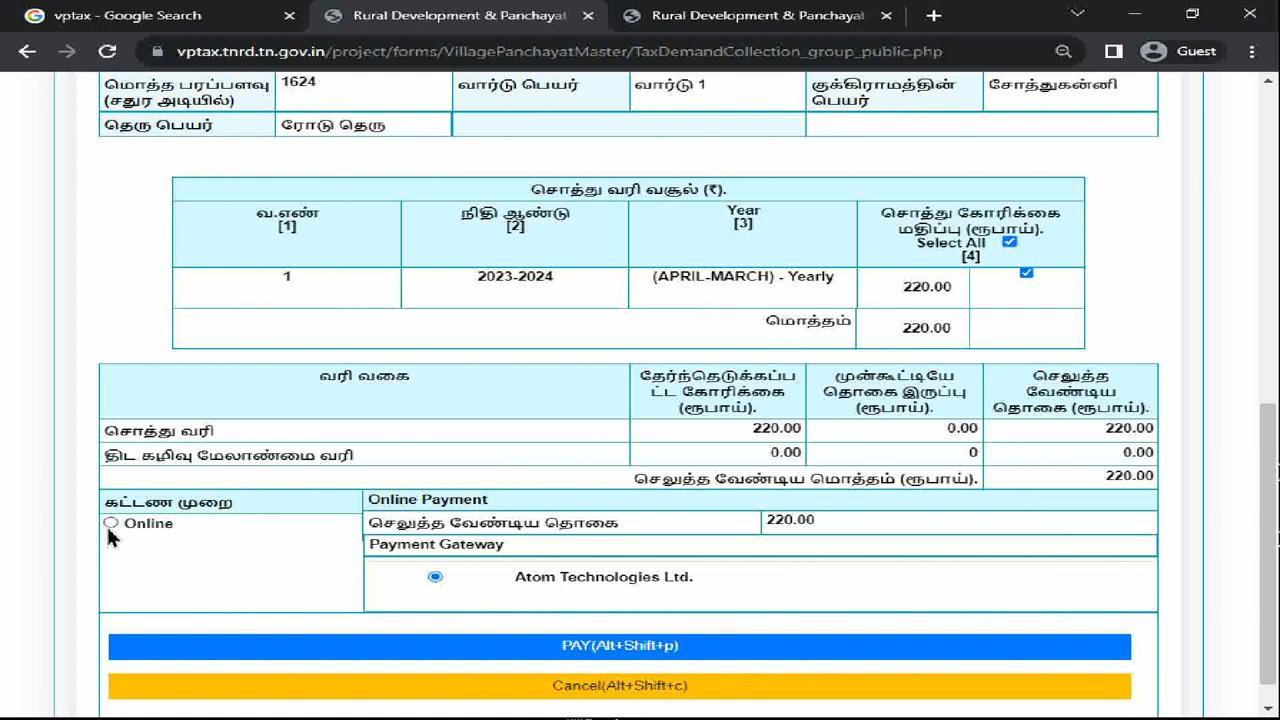 vptax - Google Search
Rural Development & Panchayat
Rural Development & Panchayat
vptax.tnrd.tn.gov.in/project/forms/VillagePanchayatMaster/TaxDemandCollection_group_public.php
Guest
மொத்த பரப்பளவு (சதுர அடியில்) 1624 வார்டு பெயர் வார்டு 1 குக்கிராமத்தின் பெயர் சோத்துகன்னி
தெரு பெயர் ரோடு தெரு
சொத்து வரி வசூல் (₹).
வ.எண் [1] நிதி ஆண்டு [2] Year [3] சொத்து கோரிக்கை மதிப்பு (ரூபாய்). Select All [4]
1 2023-2024 (APRIL-MARCH) - Yearly 220.00
மொத்தம் 220.00
வரி வகை தேர்ந்தெடுக்கப்பட்ட கோரிக்கை (ரூபாய்). முன்கூட்டியே தொகை இருப்பு (ரூபாய்). செலுத்த வேண்டிய தொகை (ரூபாய்).
சொத்து வரி 220.00 0.00 220.00
திட கழிவு மேலாண்மை வரி 0.00 0 0.00
செலுத்த வேண்டிய மொத்தம் (ரூபாய்). 220.00
கட்டண முறை Online Payment
Online செலுத்த வேண்டிய தொகை 220.00
Payment Gateway
Atom Technologies Ltd.
PAY(Alt+Shift+p)
Cancel(Alt+Shift+c)